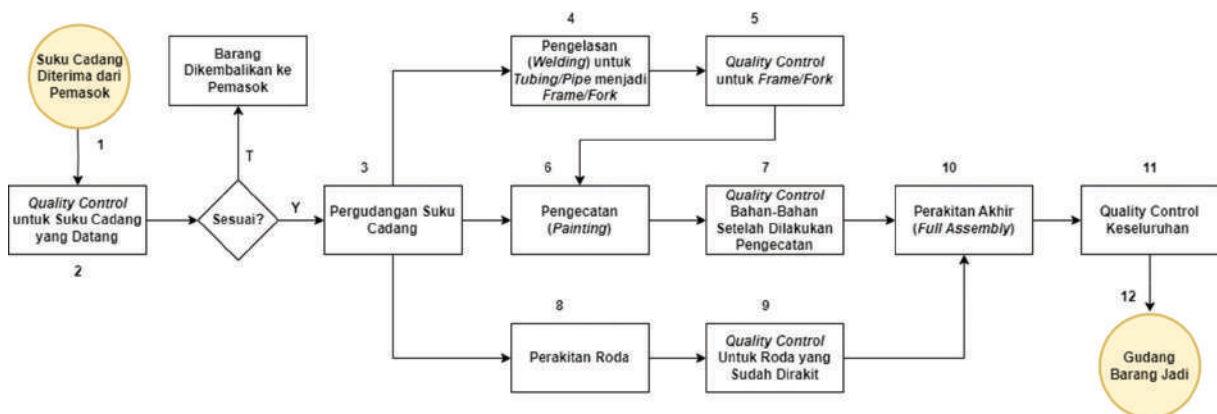 Suku Cadang
Diterima dari
Pemasok
1
Quality Control
untuk Suku Cadang
yang Datang
2
Barang
Dikembalikan ke
Pemasok
T
Sesuai?
Y
3
Pergudangan Suku
Cadang
4
Pengelasan
(Welding) untuk
Tubing/Pipe menjadi
Frame/Fork
5
Quality Control
untuk Frame/Fork
6
Pengecatan
(Painting)
7
Quality Control
Bahan-Bahan
Setelah Dilakukan
Pengecatan
8
Perakitan Roda
9
Quality Control
Untuk Roda yang
Sudah Dirakit
10
Perakitan Akhir
(Full Assembly)
11
Quality Control
Keseluruhan
12
Gudang
Barang Jadi